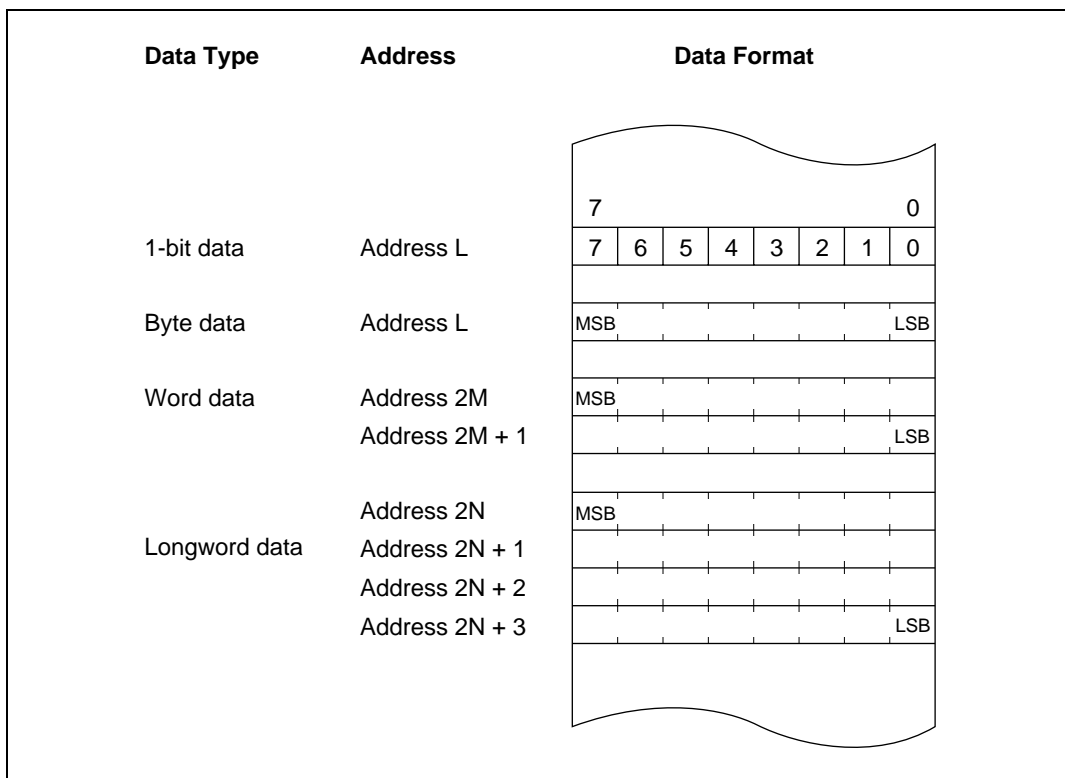 Data Type Address Data Format
7 0
1-bit data Address L 7 6 5 4 3 2 1 0
Byte data Address L MSB LSB
Word data Address 2M MSB
Address 2M + 1 LSB
Address 2N MSB
Longword data Address 2N + 1
Address 2N + 2
Address 2N + 3 LSB